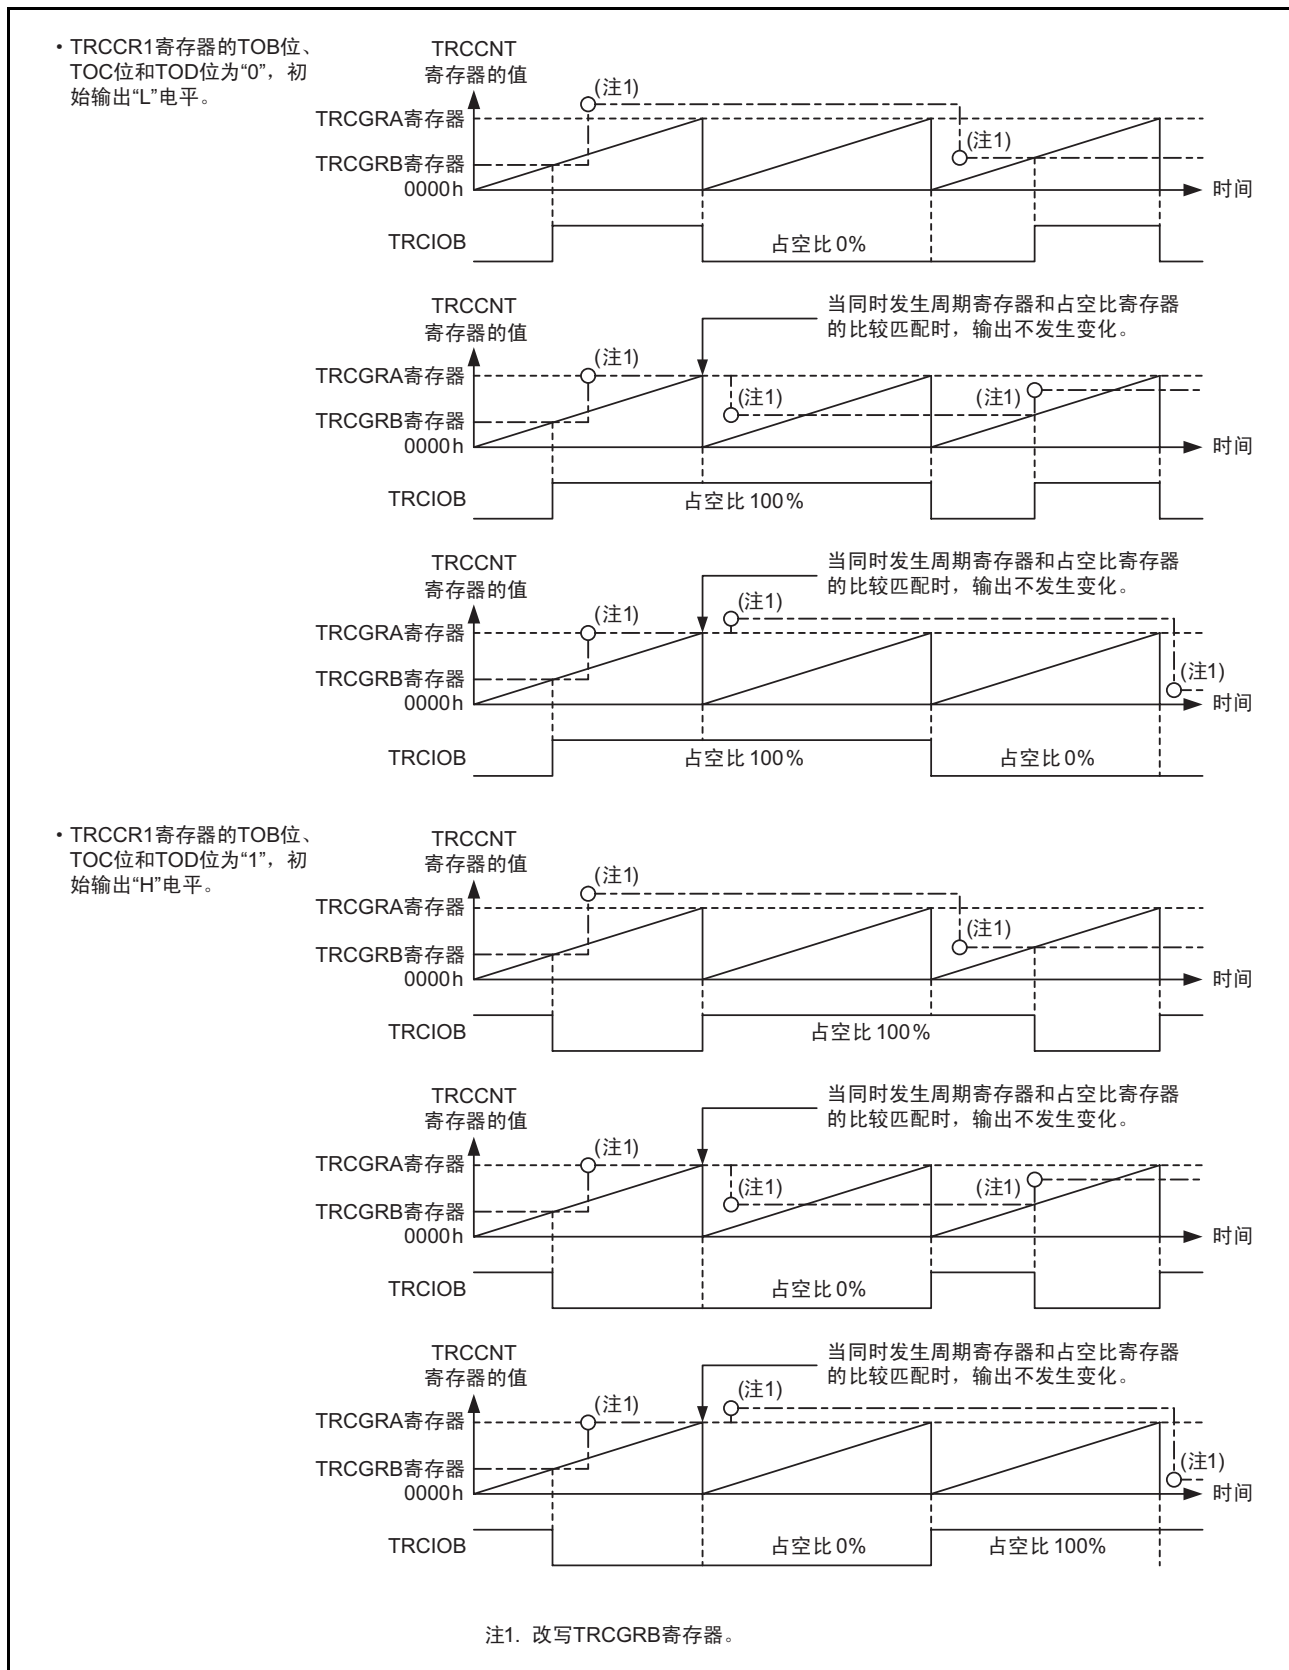 • TRCCR1寄存器的TOB位、
TOC位和TOD位为“0”，初
始输出“L”电平。
TRCCNT
寄存器的值
(注1)
TRCGRA寄存器
(注1)
TRCGRB寄存器
0000h
时间
TRCIOB
占空比 0%
TRCCNT
寄存器的值
当同时发生周期寄存器和占空比寄存器
的比较匹配时，输出不发生变化。
(注1)
TRCGRA寄存器
(注1)
(注1)
TRCGRB寄存器
0000h
时间
TRCIOB
占空比 100%
TRCCNT
寄存器的值
当同时发生周期寄存器和占空比寄存器
的比较匹配时，输出不发生变化。
(注1)
(注1)
TRCGRA寄存器
(注1)
TRCGRB寄存器
0000h
时间
TRCIOB
占空比 100%
占空比 0%
• TRCCR1寄存器的TOB位、
TOC位和TOD位为“1”，初
始输出“H”电平。
TRCCNT
寄存器的值
(注1)
TRCGRA寄存器
(注1)
TRCGRB寄存器
0000h
时间
TRCIOB
占空比 100%
TRCCNT
寄存器的值
当同时发生周期寄存器和占空比寄存器
的比较匹配时，输出不发生变化。
(注1)
TRCGRA寄存器
(注1)
(注1)
TRCGRB寄存器
0000h
时间
TRCIOB
占空比 0%
TRCCNT
寄存器的值
当同时发生周期寄存器和占空比寄存器
的比较匹配时，输出不发生变化。
(注1)
(注1)
TRCGRA寄存器
(注1)
TRCGRB寄存器
0000h
时间
TRCIOB
占空比 0%
占空比 100%
注1. 改写TRCGRB寄存器。